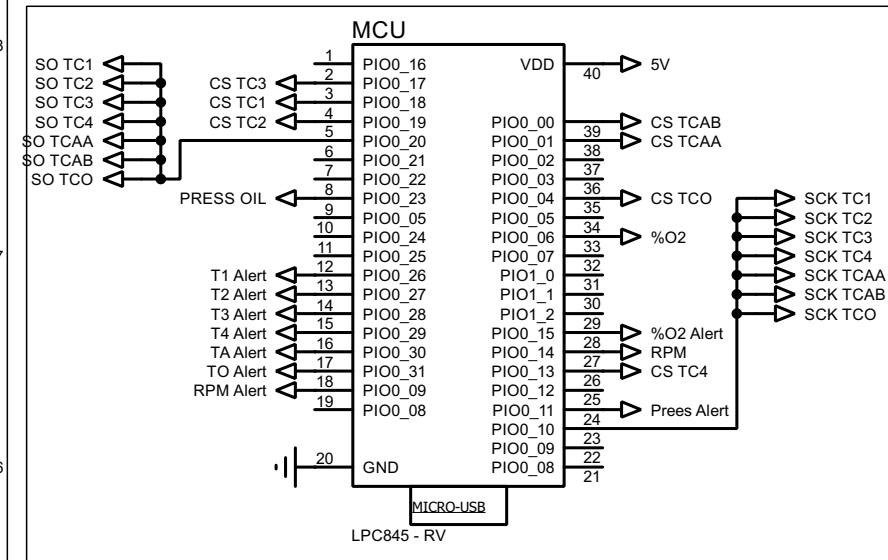 MCU
SO TC1
SO TC2
SO TC3
SO TC4
SO TCAA
SO TCAB
SO TCO
CS TC3
CS TC1
CS TC2
PRESS OIL
T1 Alert
T2 Alert
T3 Alert
T4 Alert
TA Alert
TO Alert
RPM Alert
1 PIO0_16
2 PIO0_17
3 PIO0_18
4 PIO0_19
5 PIO0_20
6 PIO0_21
7 PIO0_22
8 PIO0_23
9 PIO0_05
10 PIO0_24
11 PIO0_25
12 PIO0_26
13 PIO0_27
14 PIO0_28
15 PIO0_29
16 PIO0_30
17 PIO0_31
18 PIO0_09
19 PIO0_08
20 GND
VDD 40 5V
PIO0_00 39 CS TCAB
PIO0_01 38 CS TCAA
PIO0_02 37
PIO0_03 36
PIO0_04 35 CS TCO
PIO0_05 34
PIO0_06 33 %O2
PIO0_07 32
PIO1_0 31
PIO1_1 30
PIO1_2 29
PIO0_15 28 %O2 Alert
PIO0_14 27 RPM
PIO0_13 26 CS TC4
PIO0_12 25
PIO0_11 24 Prees Alert
PIO0_10 23
PIO0_09 22
PIO0_08 21
SCK TC1
SCK TC2
SCK TC3
SCK TC4
SCK TCAA
SCK TCAB
SCK TCO
MICRO-USB
LPC845 - RV
7
6